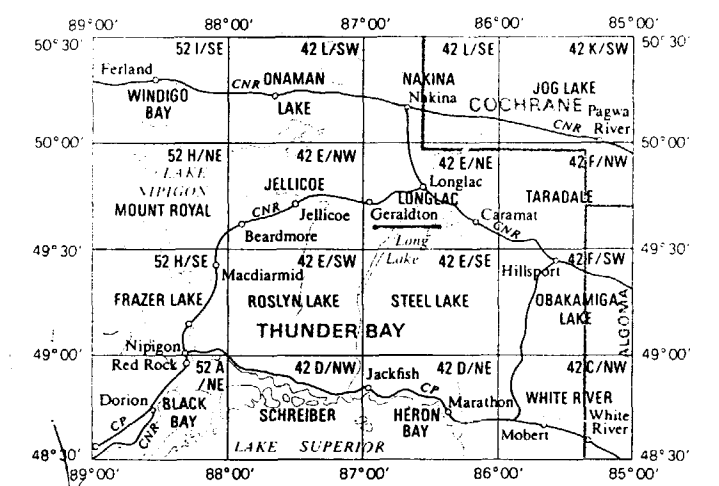 89°00′ 88°00′ 87°00′ 86°00′ 85°00′
50°30′ 50°30′
52 I/SE 42 L/SW 42 L/SE 42 K/SW
Ferland
CNR ONAMAN NAKINA JOG LAKE
WINDIGO BAY
LAKE
Nakina
COCHRANE
Pagwa River
CNR
50°00′ 50°00′
52 H/NE 42 E/NW 42 E/NE 42 F/NW
LAKE NIPIGON
JELLICOE
Longlac
LONGLAC
TARADALE
MOUNT ROYAL
CNR
Jellicoe
Geraldton
Caramat
Beardmore
Long Lake
CNR
49°30′ 49°30′
52 H/SE 42 E/SW 42 E/SE 42 F/SW
Macdiarmid
Hillsport
FRAZER LAKE ROSLYN LAKE STEEL LAKE OBAKAMIGA LAKE
ALGOMA
THUNDER BAY
Nipigon
49°00′ 49°00′
Red Rock
52 A/NE 42 D/NW 42 D/NE 42 C/NW
Jackfish
CP
Dorion
BLACK BAY
SCHREIBER
HERON BAY
Marathon
WHITE RIVER
CP
CNR
Mobert
White River
LAKE SUPERIOR
48°30′ 48°30′
89°00′ 88°00′ 87°00′ 86°00′ 85°00′